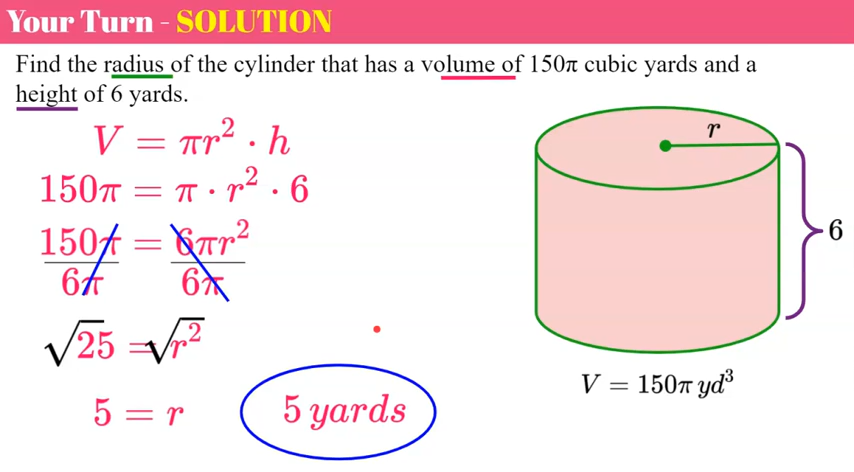 Your Turn - SOLUTION
Find the radius of the cylinder that has a volume of 150π cubic yards and a
height of 6 yards.
V = πr² · h
150π = π · r² · 6
150π/6π = 6πr²/6π
√25 = √r²
5 = r
5 yards
r
6
V = 150π yd³